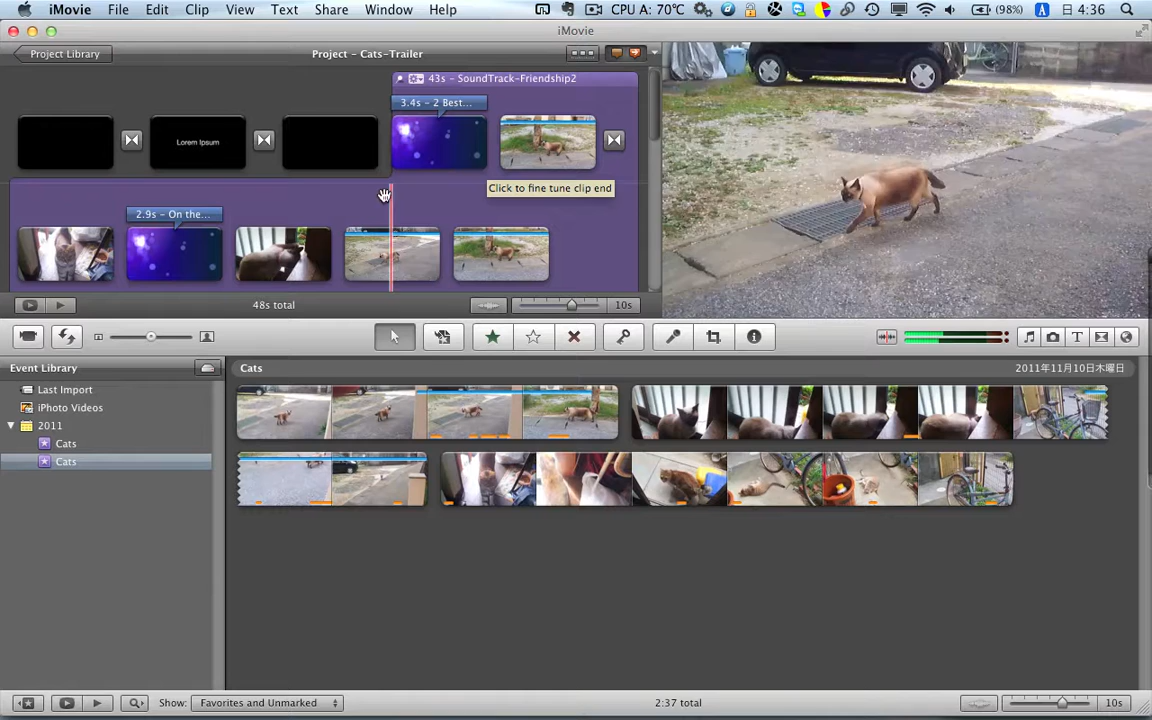 iMovie File Edit Clip View Text Share Window Help CPU A: 70℃ (98%) A 日 4:36
iMovie
Project Library
Project - Cats-Trailer
43s - SoundTrack-Friendship2
3.4s - 2 Best...
Lorem Ipsum
Click to fine tune clip end
2.9s - On the...
48s total
10s
Event Library
Cats
2011年11月10日木曜日
Last Import
iPhoto Videos
2011
Cats
Cats
Show: Favorites and Unmarked
2:37 total
10s